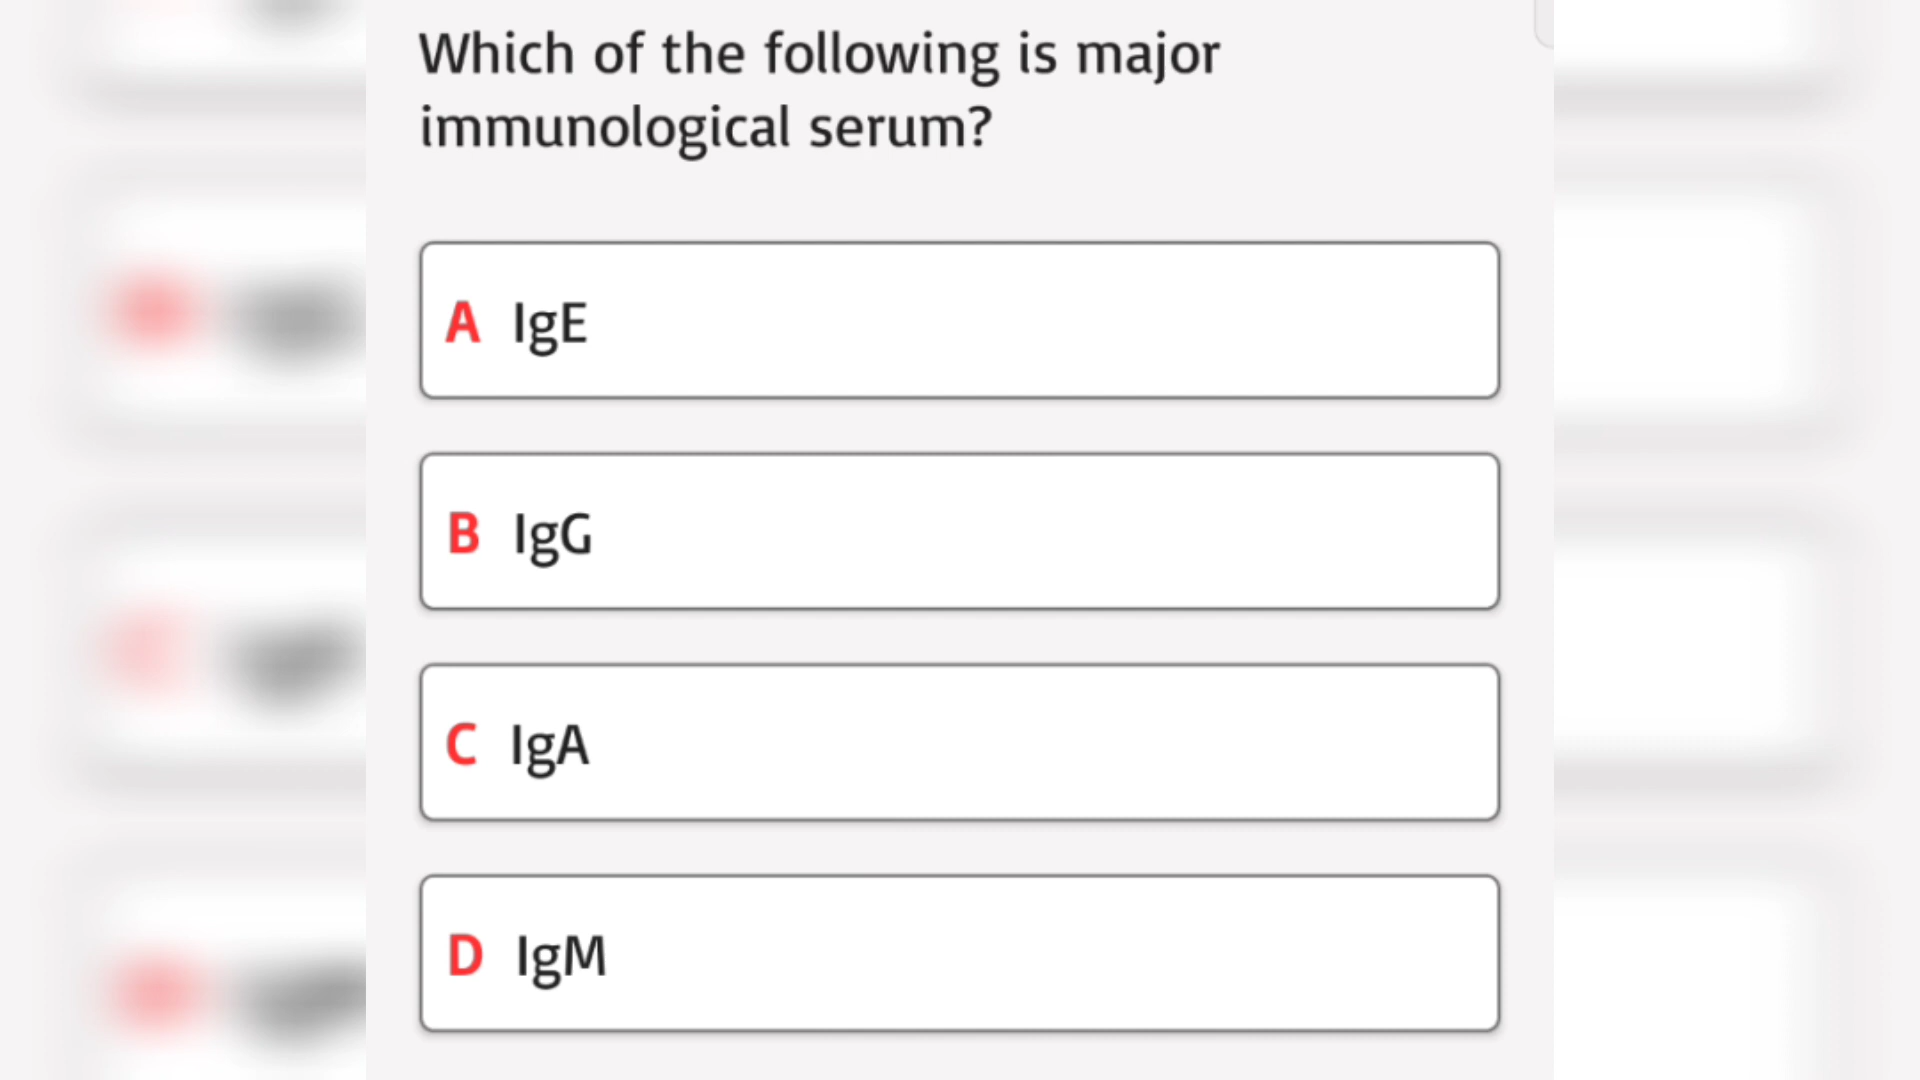 Which of the following is major
immunological serum?
A IgE
B IgG
C IgA
D IgM